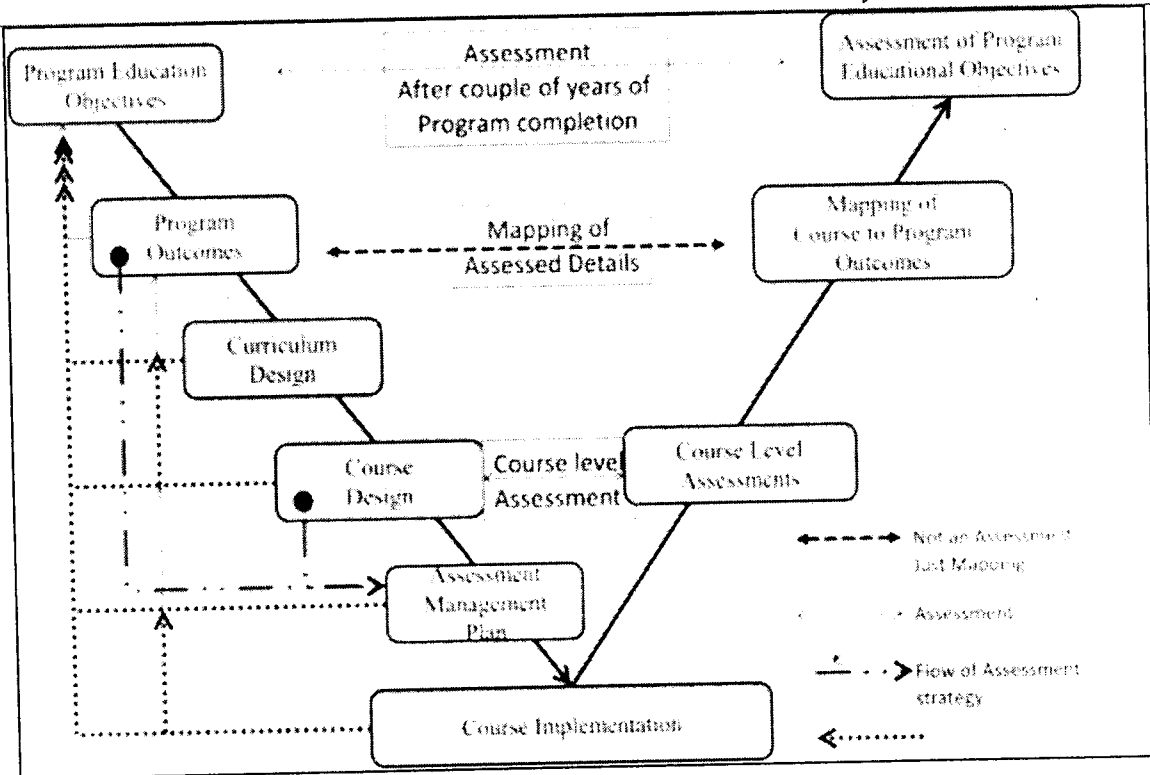 Program Education
Objectives
Assessment
After couple of years of
Program completion
Assessment of Program
Educational Objectives
Program
Outcomes
Mapping of
Assessed Details
Mapping of
Course to Program
Outcomes
Curriculum
Design
Course
Design
Course level
Assessment
Course Level
Assessments
Assessment
Management
Plan
Course Implementation
Not an Assessment
Just Mapping
Assessment
Flow of Assessment
strategy